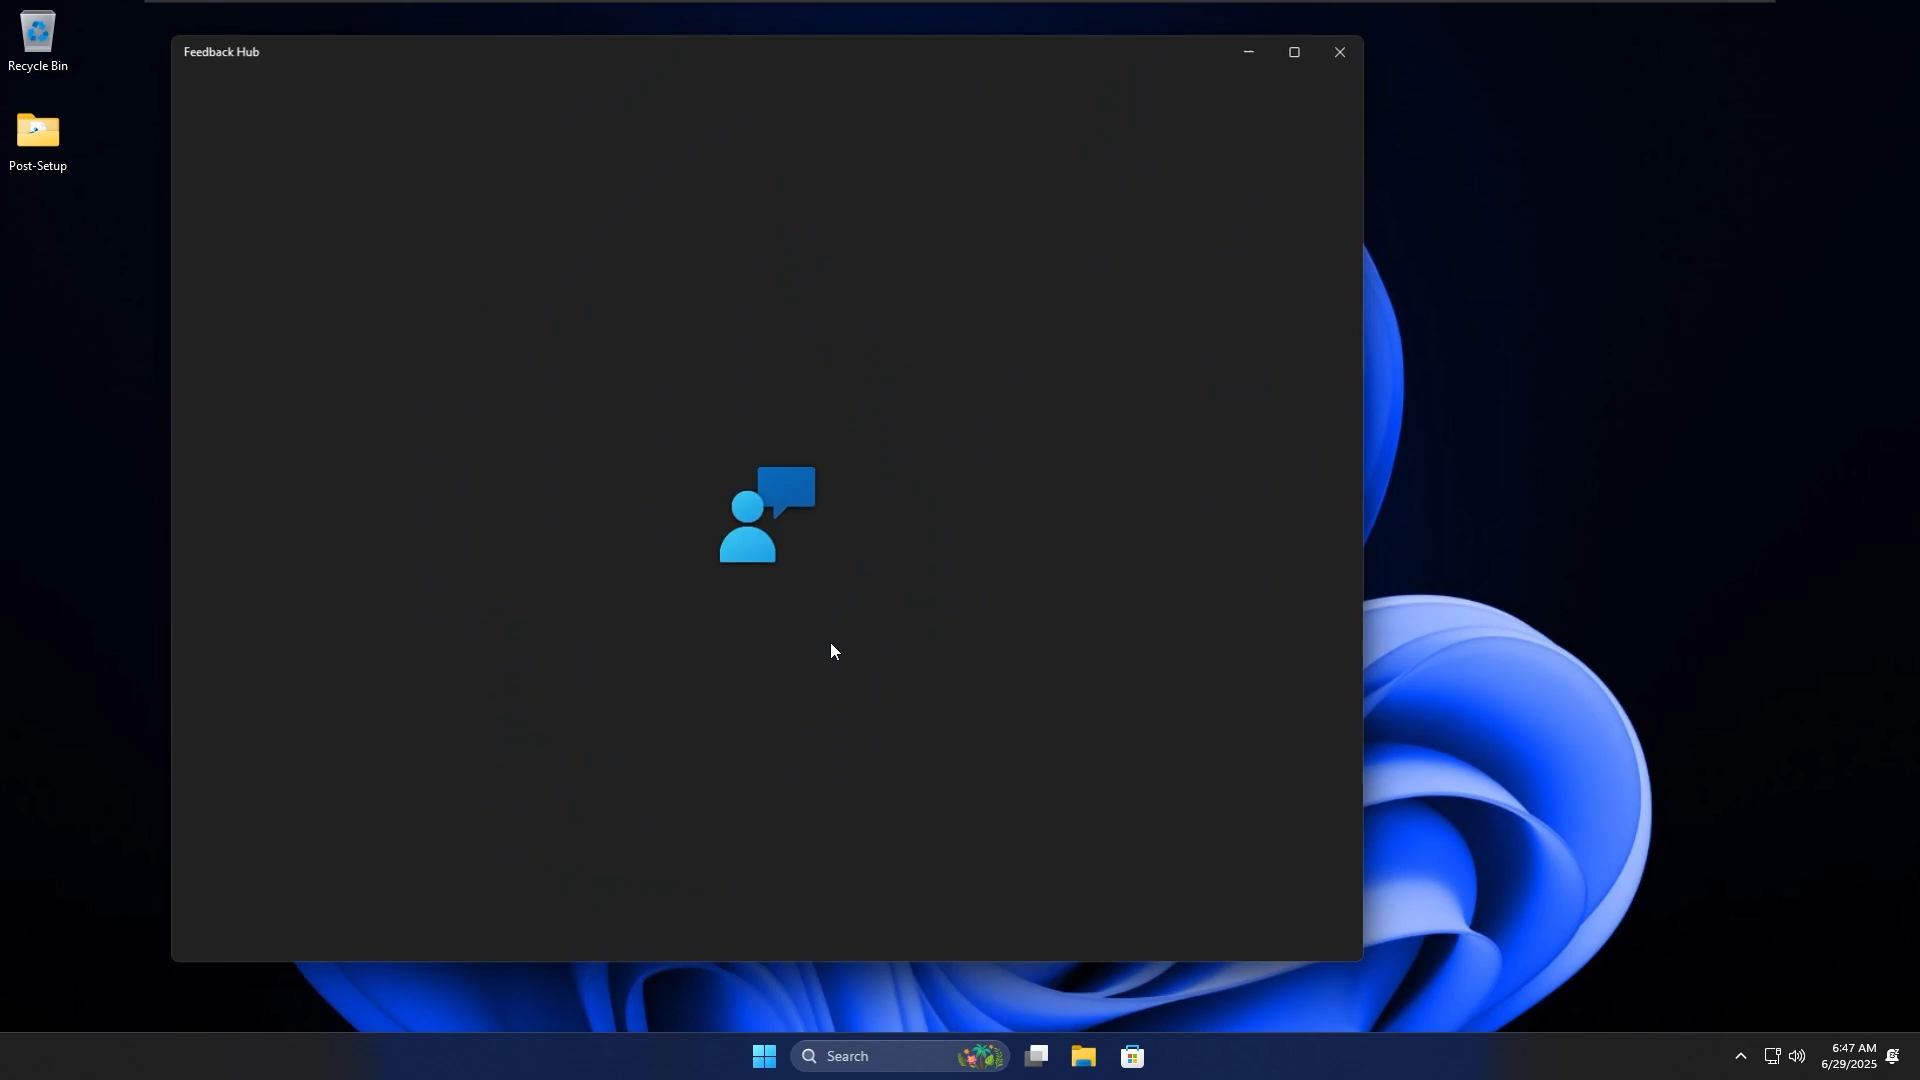 Recycle Bin
Post-Setup
Feedback Hub
Search
6:47 AM
6/29/2025